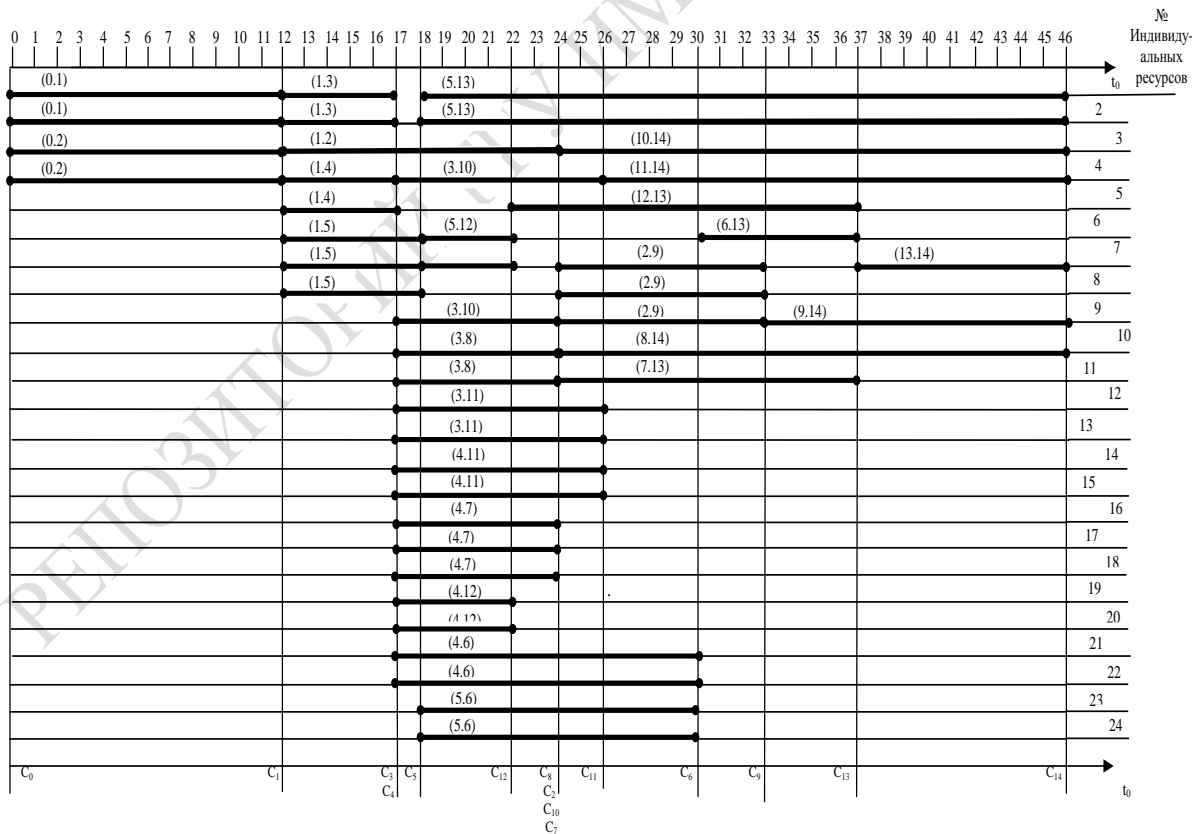 №
Индивиду-
альных
ресурсов
0 1 2 3 4 5 6 7 8 9 10 11 12 13 14 15 16 17 18 19 20 21 22 23 24 25 26 27 28 29 30 31 32 33 34 35 36 37 38 39 40 41 42 43 44 45 46
t₀
(0.1) (1.3) (5.13)
(0.1) (1.3) (5.13) 2
(0.2) (1.2) (10.14) 3
(0.2) (1.4) (3.10) (11.14) 4
(1.4) (12.13) 5
(1.5) (5.12) (6.13) 6
(1.5) (2.9) (13.14) 7
(1.5) (2.9) 8
(3.10) (2.9) (9.14) 9
(3.8) (8.14) 10
(3.8) (7.13) 11
(3.11) 12
(3.11) 13
(4.11) 14
(4.11) 15
(4.7) 16
(4.7) 17
(4.7) 18
(4.12) 19
(4.12) 20
(4.6) 21
(4.6) 22
(5.6) 23
(5.6) 24
C₀ C₁ C₃ C₅ C₁₂ C₈ C₁₁ C₆ C₉ C₁₃ C₁₄
C₄ C₂ t₀
C₁₀
C₇
РЕПОЗИТОРИЙ